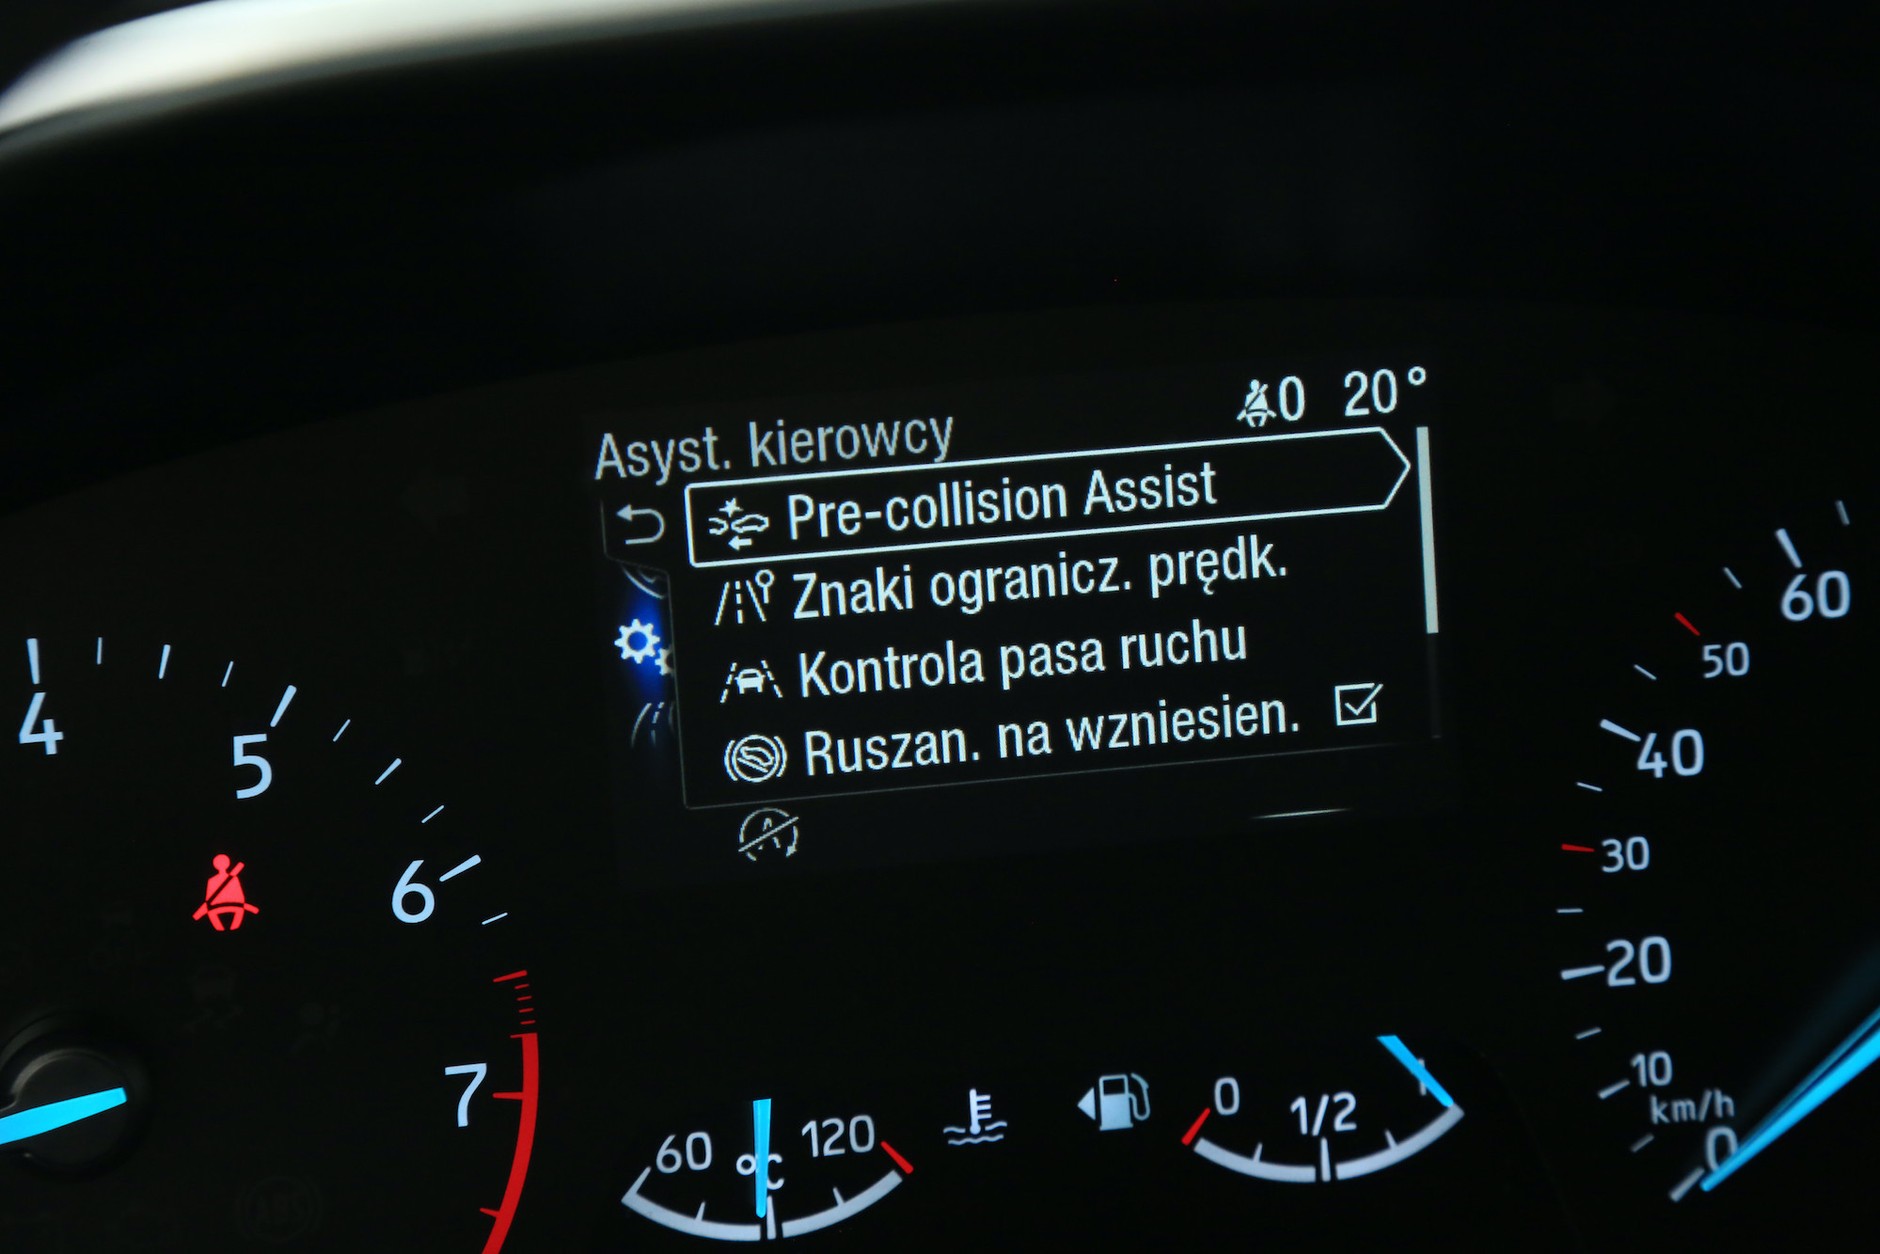 0 20°
Asyst. kierowcy
Pre-collision Assist
Znaki ogranicz. prędk.
Kontrola pasa ruchu
Ruszan. na wzniesien.
4
5
6
7
60
50
40
30
20
10
km/h
0
60 °C 120
0 1/2 1